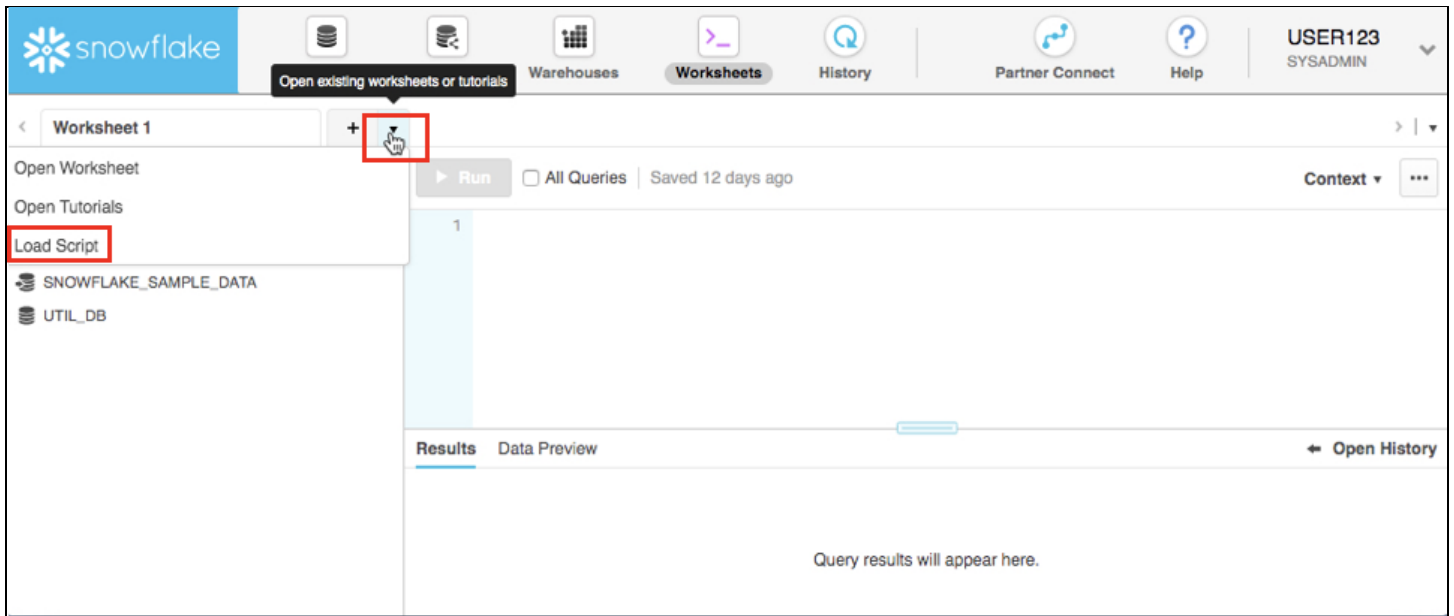 snowflake
Open existing worksheets or tutorials
Warehouses
Worksheets
History
Partner Connect
Help
USER123
SYSADMIN
Worksheet 1
+
Open Worksheet
Open Tutorials
Load Script
SNOWFLAKE_SAMPLE_DATA
UTIL_DB
Run
All Queries
Saved 12 days ago
Context
1
Results
Data Preview
Open History
Query results will appear here.